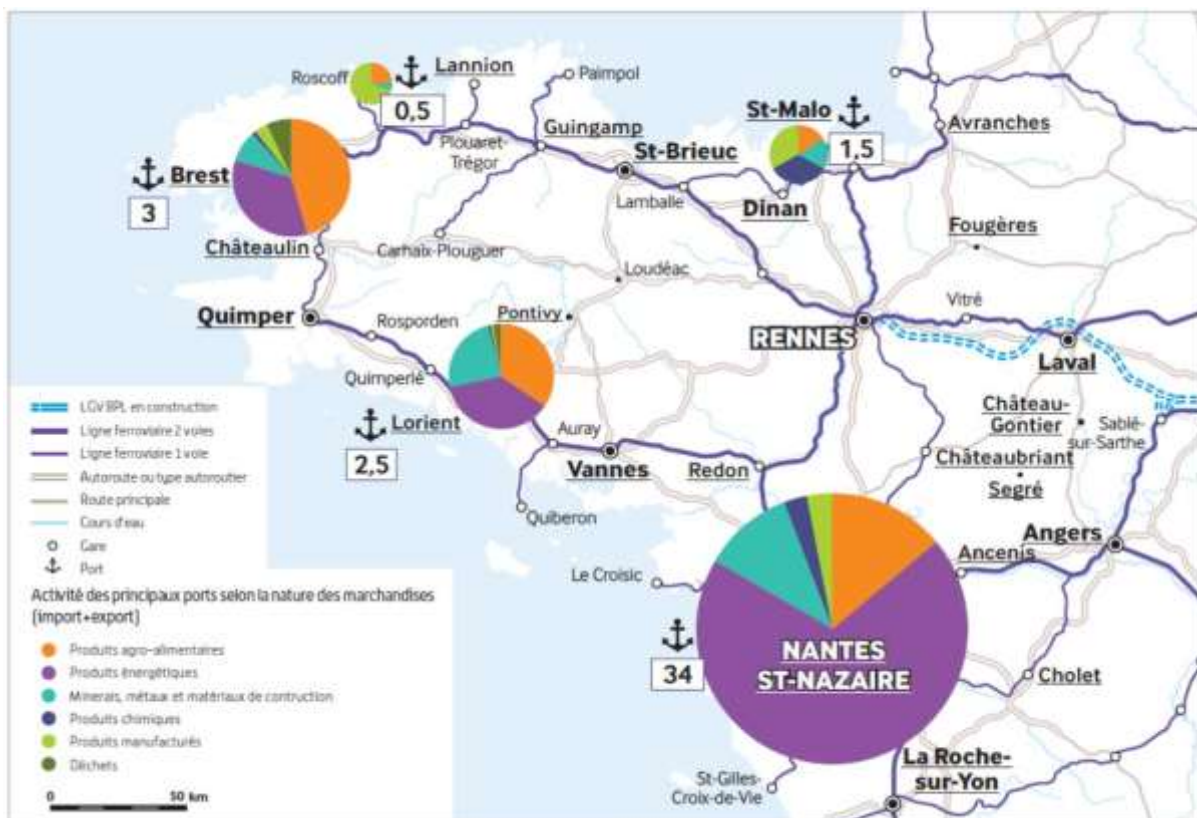 Roscoff
Lannion
Paimpol
0,5
St-Malo
Avranches
Plouaret-
Trégor
Guingamp
1,5
Brest
St-Brieuc
3
Lamballe
Dinan
Fougères
Châteaulin
Carhaix-Plouguer
Loudéac
Quimper
Rosporden
Pontivy
RENNES
Vitré
Laval
Quimperlé
Lorient
2,5
Auray
Vannes
Redon
Château-
Gontier
Sablé-
sur-Sarthe
Châteaubriant
Segré
Quiberon
Angers
Ancenis
Le Croisic
34
NANTES
ST-NAZAIRE
Cholet
St-Gilles-
Croix-de-Vie
La Roche-
sur-Yon
LGV BPL en construction
Ligne ferroviaire 2 voies
Ligne ferroviaire 1 voie
Autoroute ou type autoroutier
Route principale
Cours d'eau
Gare
Port
Activité des principaux ports selon la nature des marchandises
(import+export)
Produits agro-alimentaires
Produits énergétiques
Minerais, métaux et matériaux de contruction
Produits chimiques
Produits manufacturés
Déchets
0 50 km